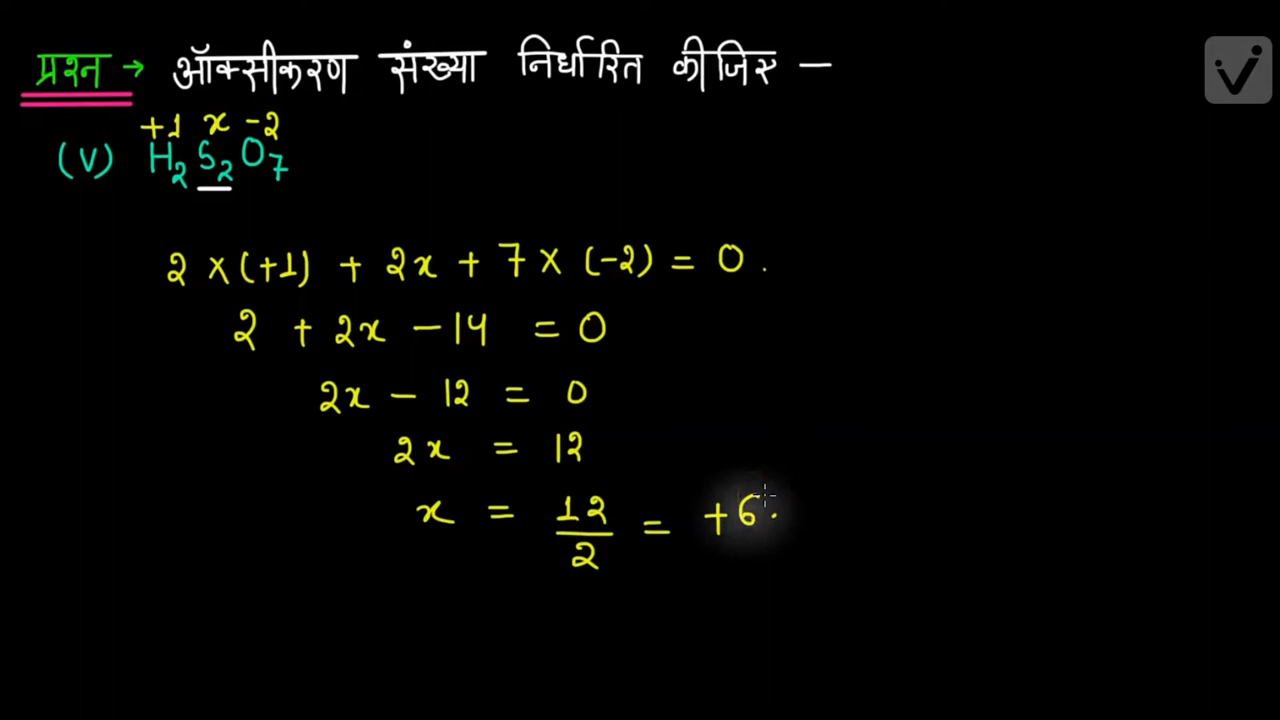 प्रश्न → ऑक्सीकरण संख्या निर्धारित कीजिए –
+1 x -2
(V) H₂S₂O₇
2 × (+1) + 2x + 7 × (-2) = 0 .
2 + 2x - 14 = 0
2x - 12 = 0
2x = 12
x = 12/2 = +6.